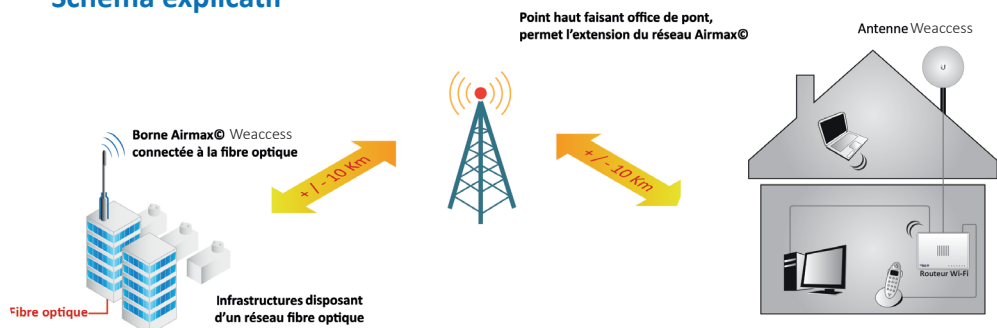 Schéma explicatif
Point haut faisant office de pont,
permet l'extension du réseau Airmax©
Antenne Weaccess
Borne Airmax© Weaccess
connectée à la fibre optique
+ / - 10 Km
+ / - 10 Km
Routeur Wi-Fi
Fibre optique
Infrastructures disposant
d'un réseau fibre optique